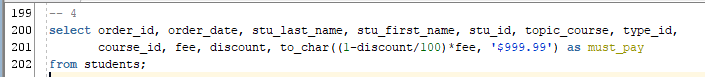 199 -- 4
200 select order_id, order_date, stu_last_name, stu_first_name, stu_id, topic_course, type_id,
201 course_id, fee, discount, to_char((1-discount/100)*fee, '$999.99') as must_pay
202 from students;